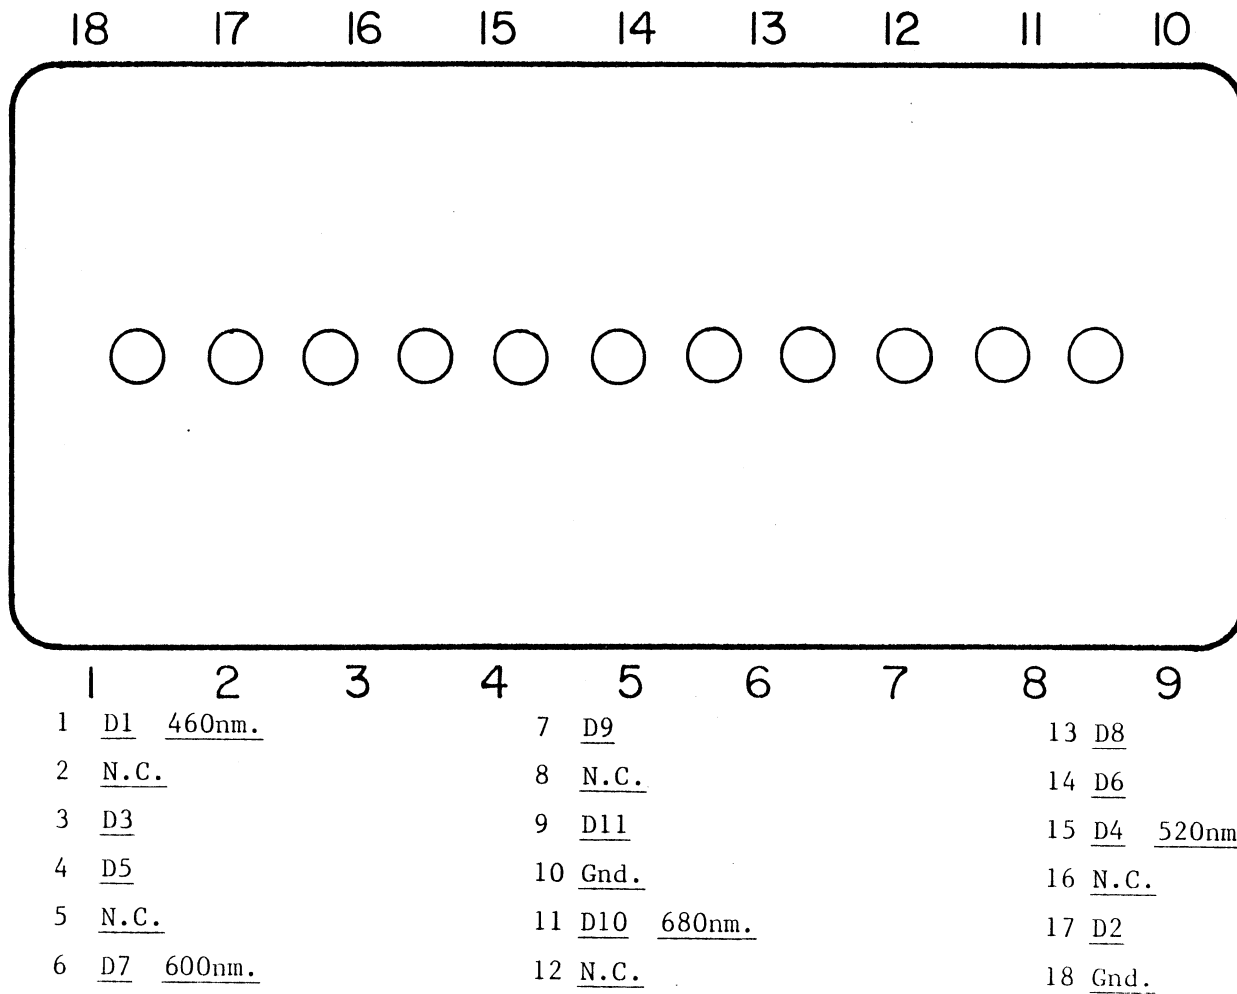 18 17 16 15 14 13 12 11 10
1 2 3 4 5 6 7 8 9
1 D1 460nm.
2 N.C.
3 D3
4 D5
5 N.C.
6 D7 600nm.
7 D9
8 N.C.
9 D11
10 Gnd.
11 D10 680nm.
12 N.C.
13 D8
14 D6
15 D4 520nm
16 N.C.
17 D2
18 Gnd.